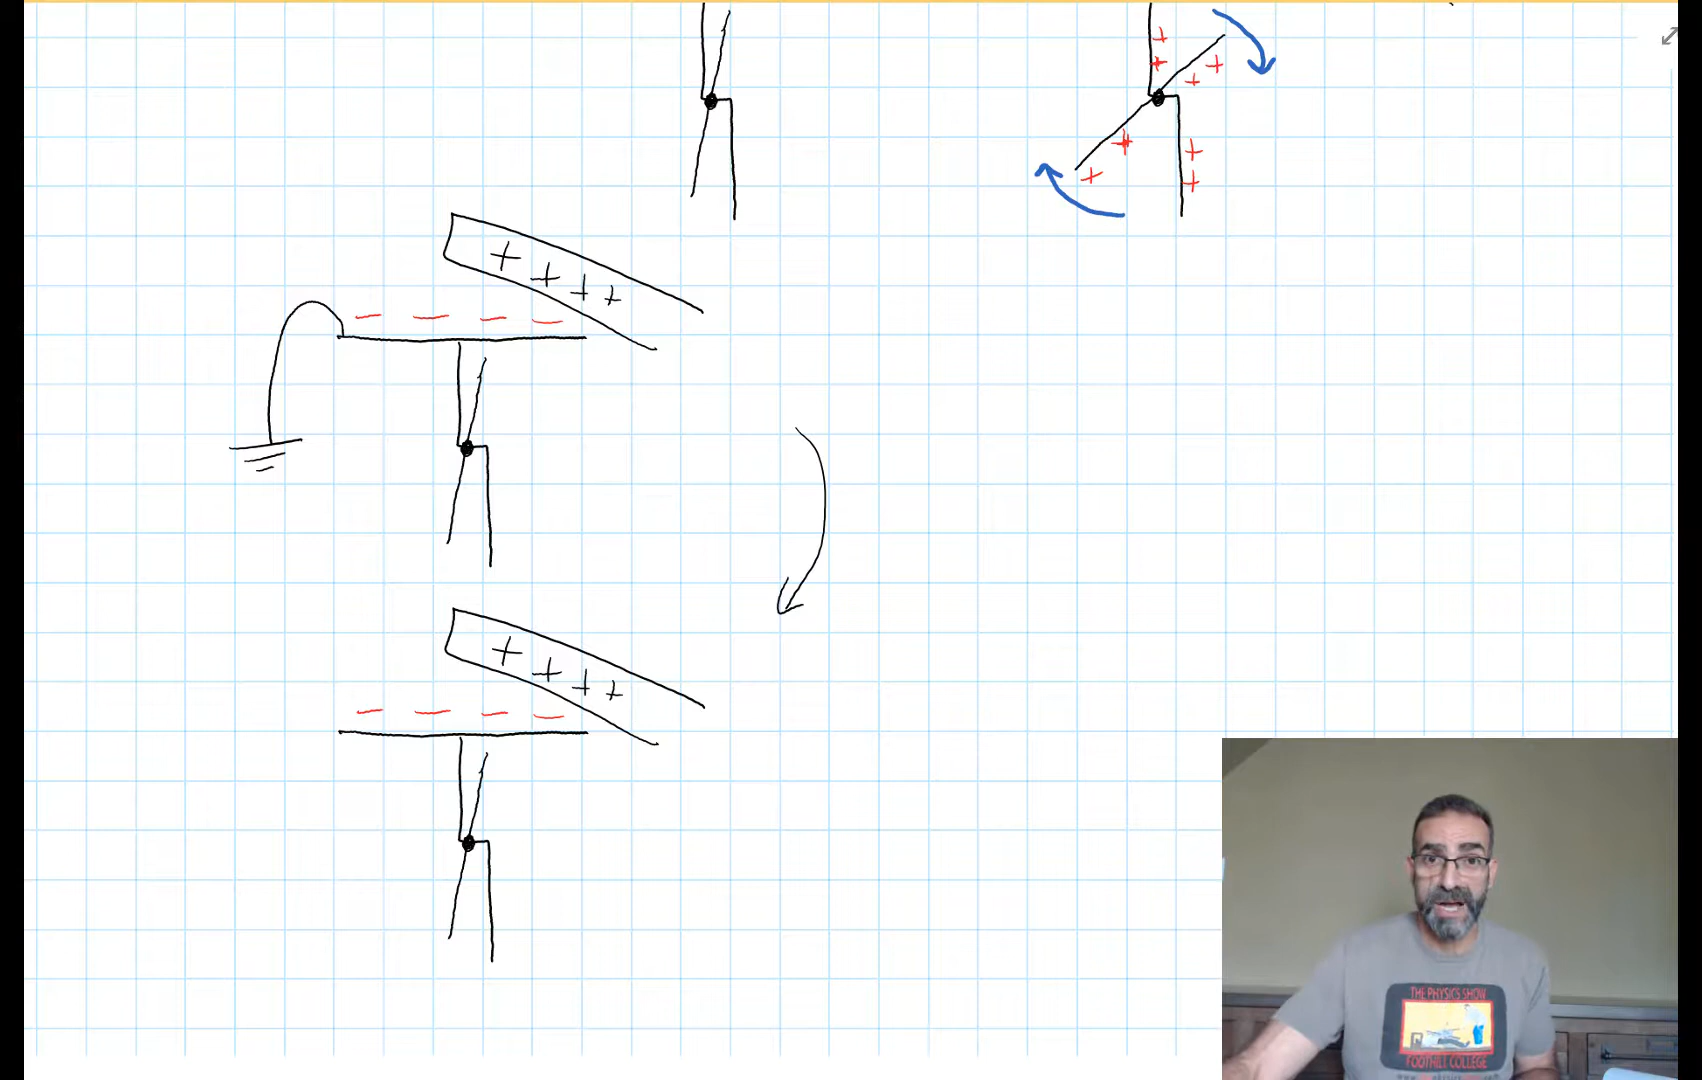 +
+ + +
+ +
+ +
+ +
+ + + +
− − − −
+ + + +
− − − −
THE PHYSICS SHOW
FOOTHILL COLLEGE